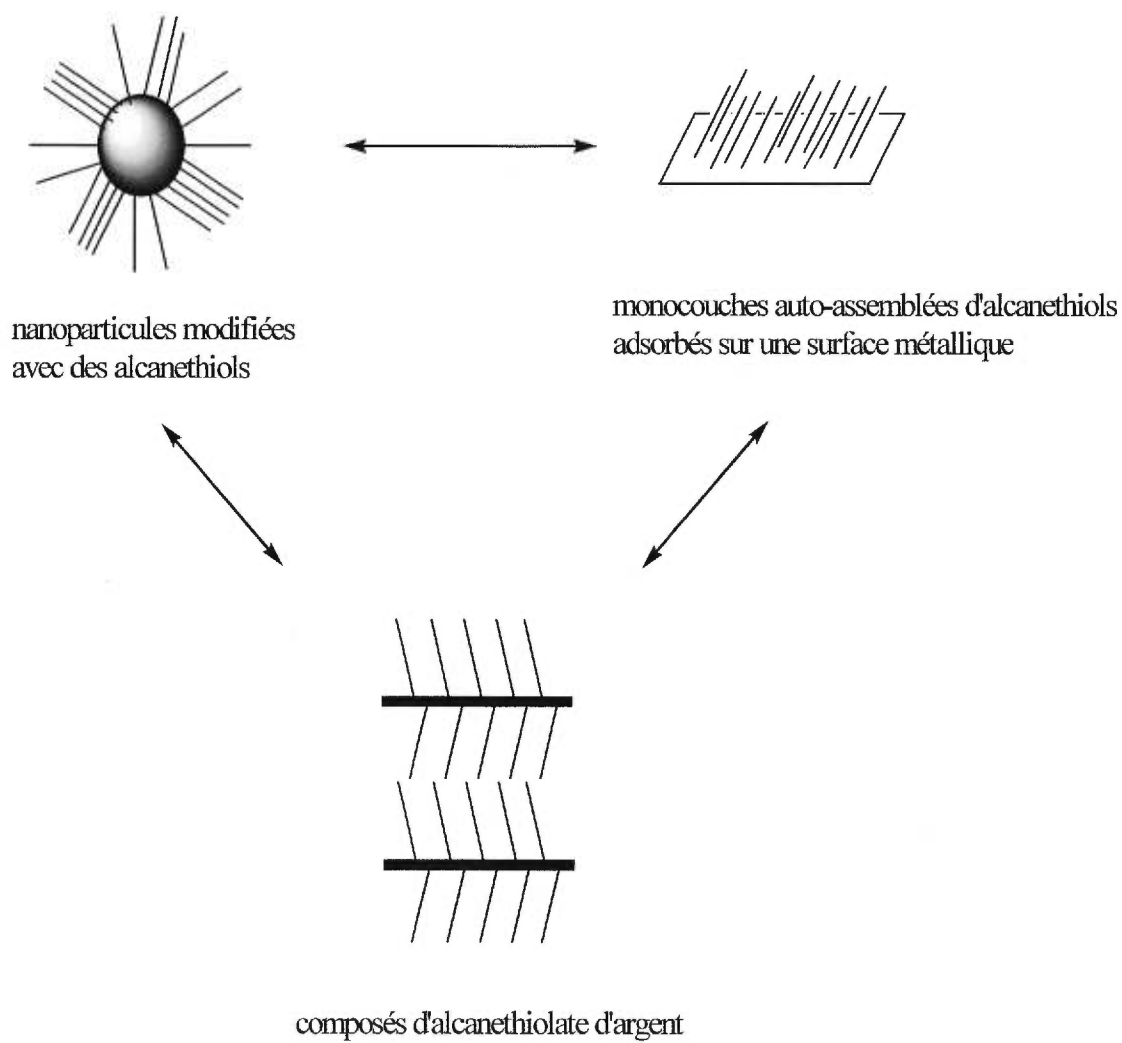 nanoparticules modifiées
avec des alcanethiols
monocouches auto-assemblées d'alcanethiols
adsorbés sur une surface métallique
composés d'alcanethiolate d'argent